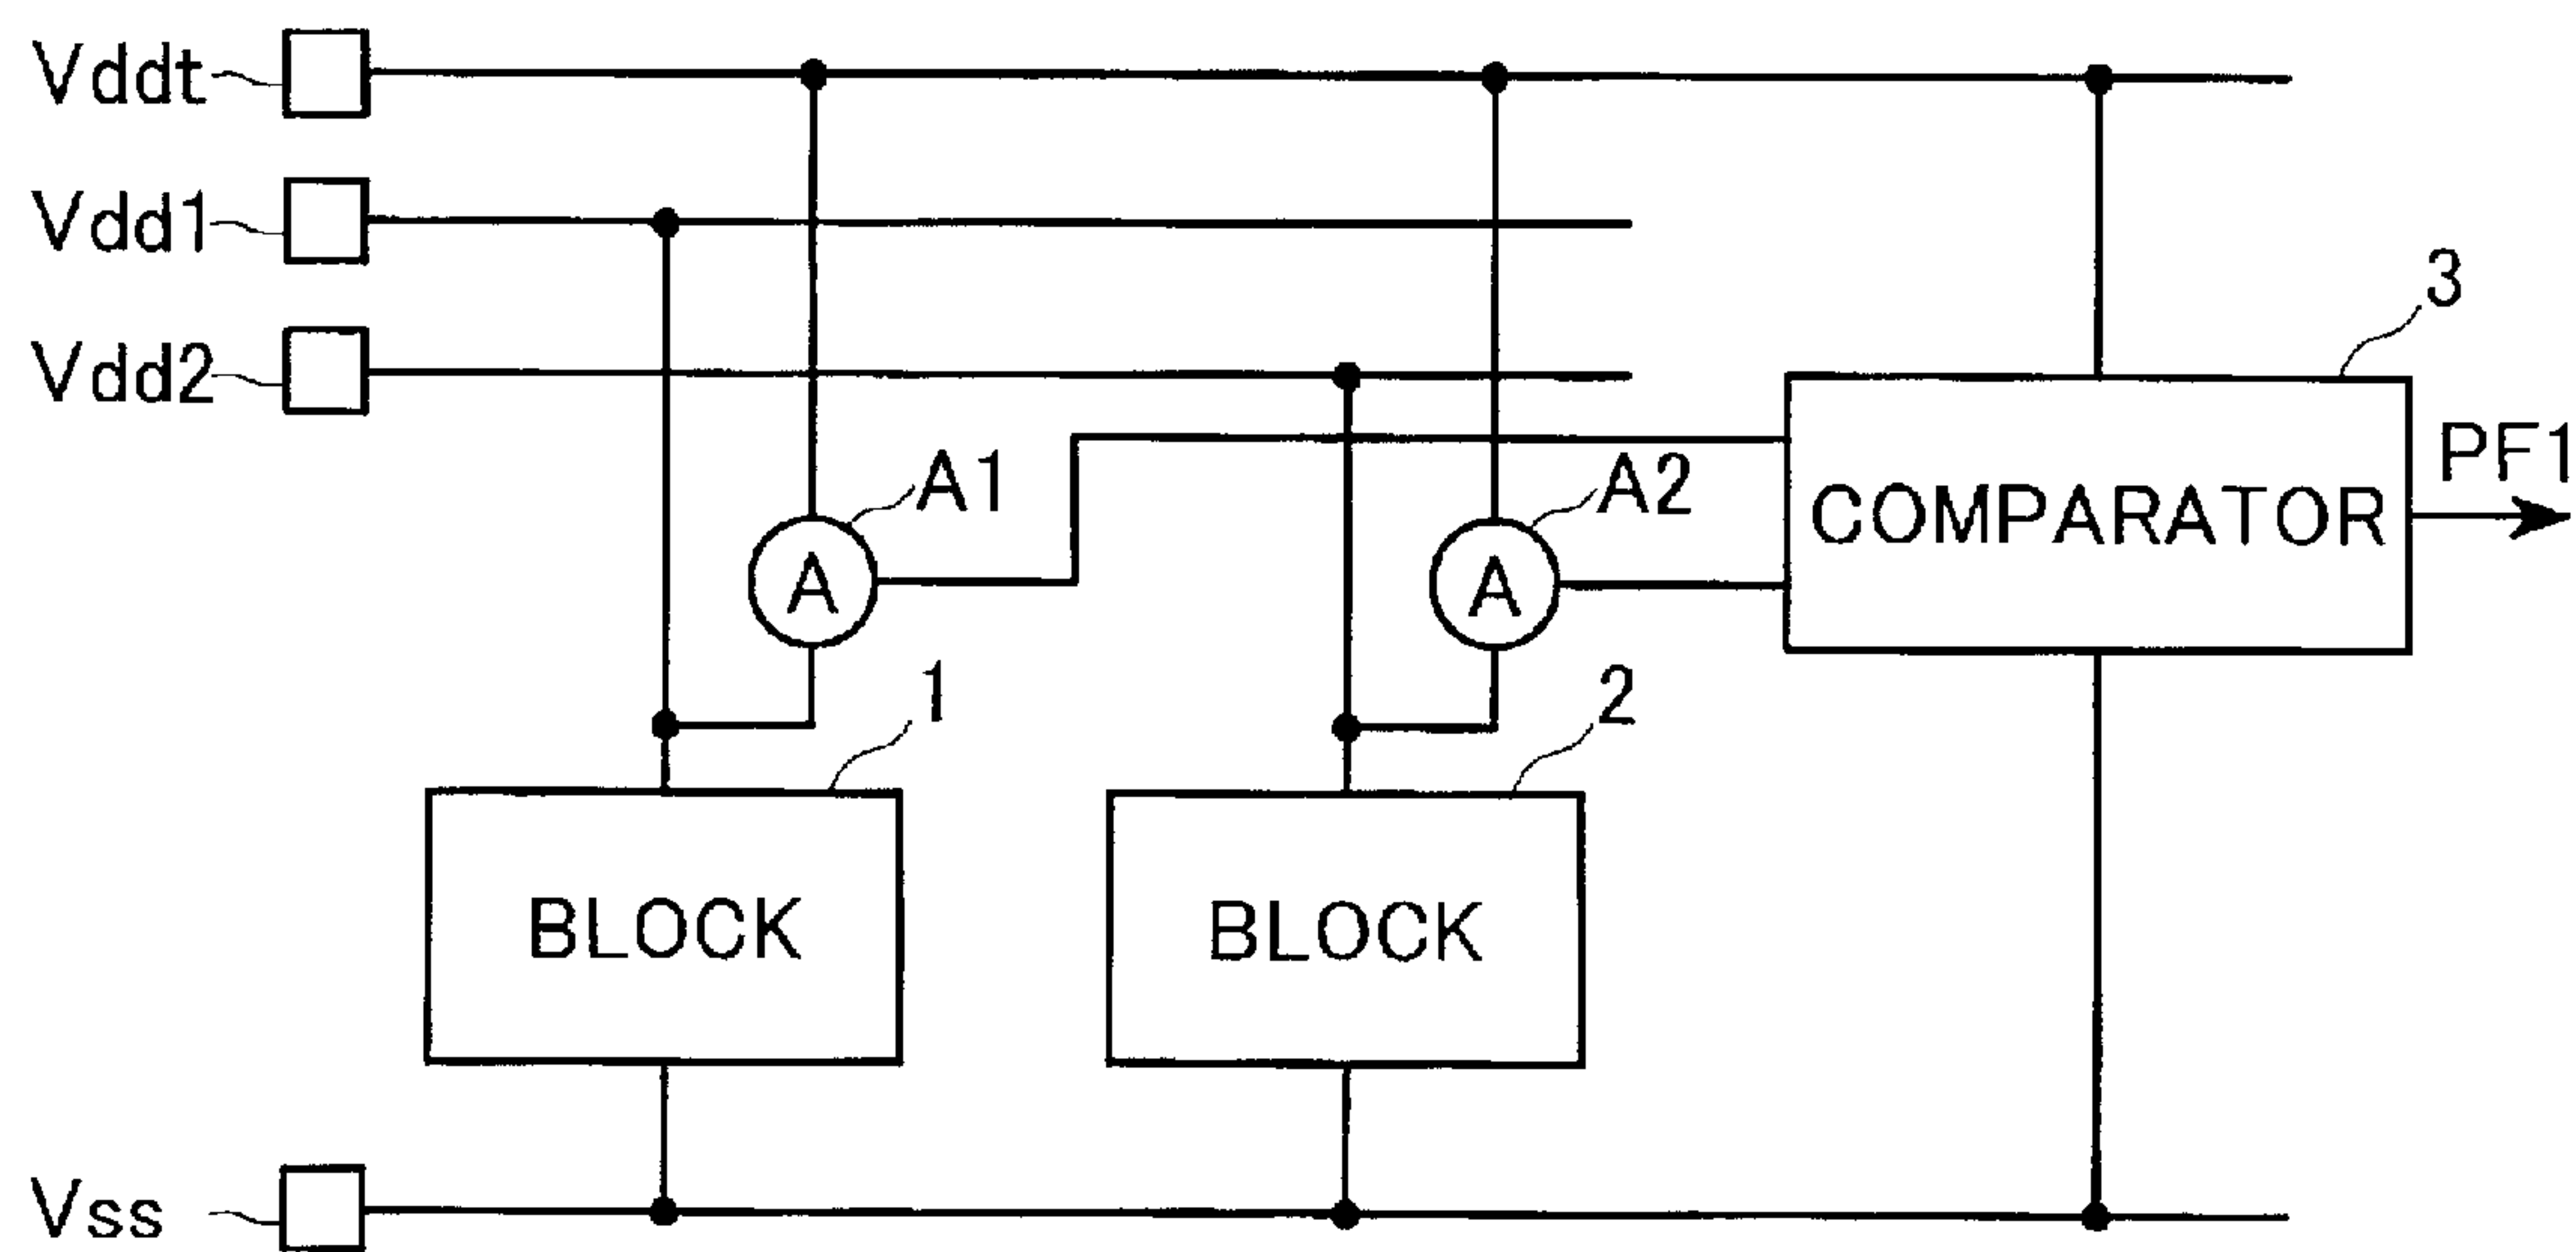 Vddt
Vdd1
Vdd2
3
PF1
A1
A2
A
A
COMPARATOR
1
2
BLOCK
BLOCK
Vss